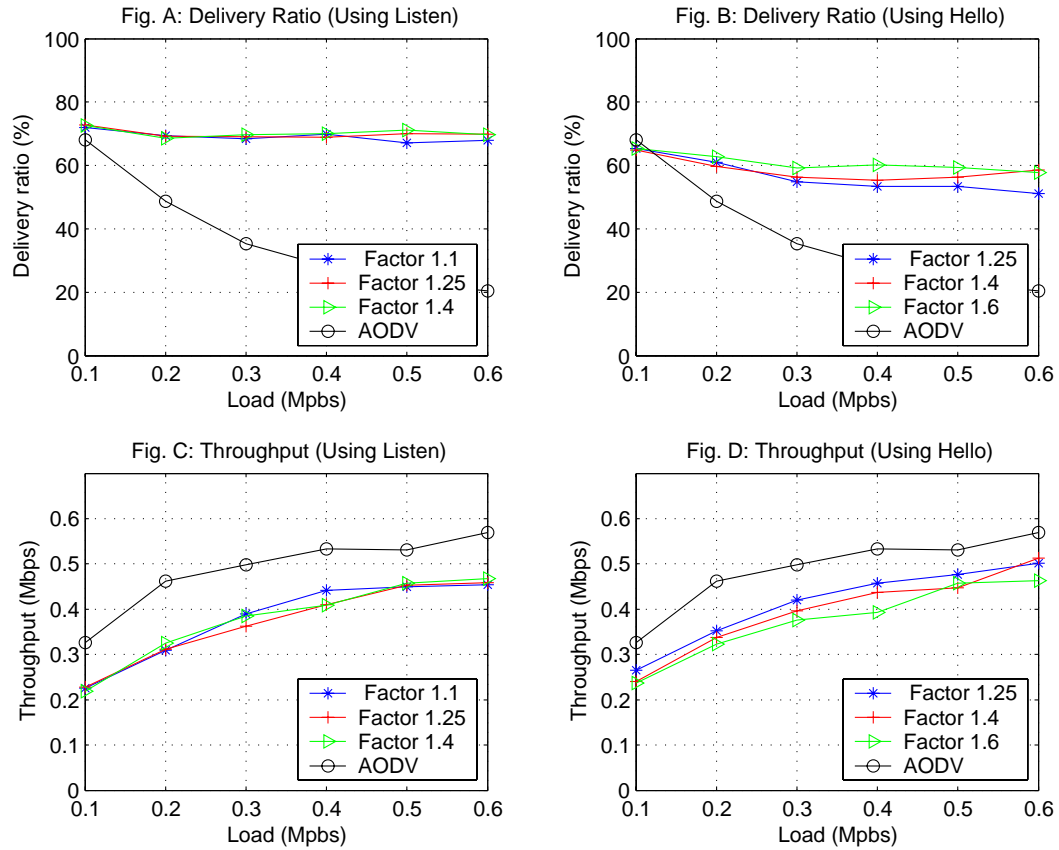 Fig. A: Delivery Ratio (Using Listen)
100
80
60
40
20
0
Delivery ratio (%)
0.1 0.2 0.3 0.4 0.5 0.6
Load (Mpbs)
Factor 1.1
Factor 1.25
Factor 1.4
AODV
Fig. B: Delivery Ratio (Using Hello)
100
80
60
40
20
0
Delivery ratio (%)
0.1 0.2 0.3 0.4 0.5 0.6
Load (Mpbs)
Factor 1.25
Factor 1.4
Factor 1.6
AODV
Fig. C: Throughput (Using Listen)
0.6
0.5
0.4
0.3
0.2
0.1
0
Throughput (Mbps)
0.1 0.2 0.3 0.4 0.5 0.6
Load (Mpbs)
Factor 1.1
Factor 1.25
Factor 1.4
AODV
Fig. D: Throughput (Using Hello)
0.6
0.5
0.4
0.3
0.2
0.1
0
Throughput (Mbps)
0.1 0.2 0.3 0.4 0.5 0.6
Load (Mpbs)
Factor 1.25
Factor 1.4
Factor 1.6
AODV